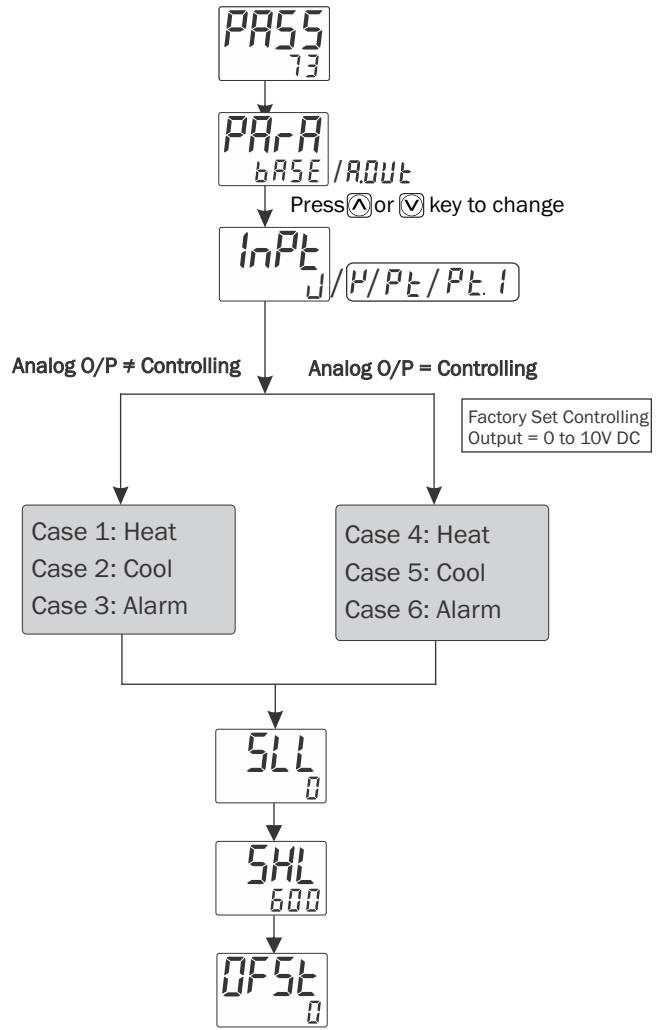 PASS
73
PArA
bASE / A.OUt
Press or key to change
InPt
J / K / Pt / Pt. 1
Analog O/P ≠ Controlling
Analog O/P = Controlling
Factory Set Controlling
Output = 0 to 10V DC
Case 1: Heat
Case 2: Cool
Case 3: Alarm
Case 4: Heat
Case 5: Cool
Case 6: Alarm
SLL
0
SHL
600
OFSt
0